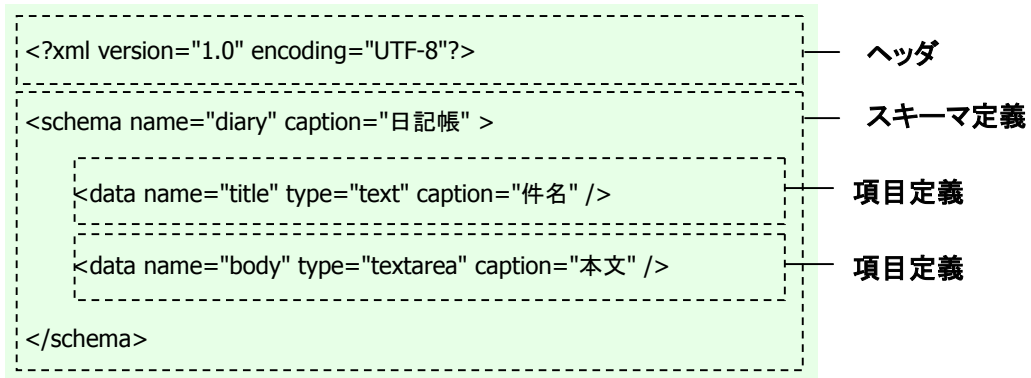 <?xml version="1.0" encoding="UTF-8"?>
ヘッダ
<schema name="diary" caption="日記帳" >
スキーマ定義
<data name="title" type="text" caption="件名" />
項目定義
<data name="body" type="textarea" caption="本文" />
項目定義
</schema>